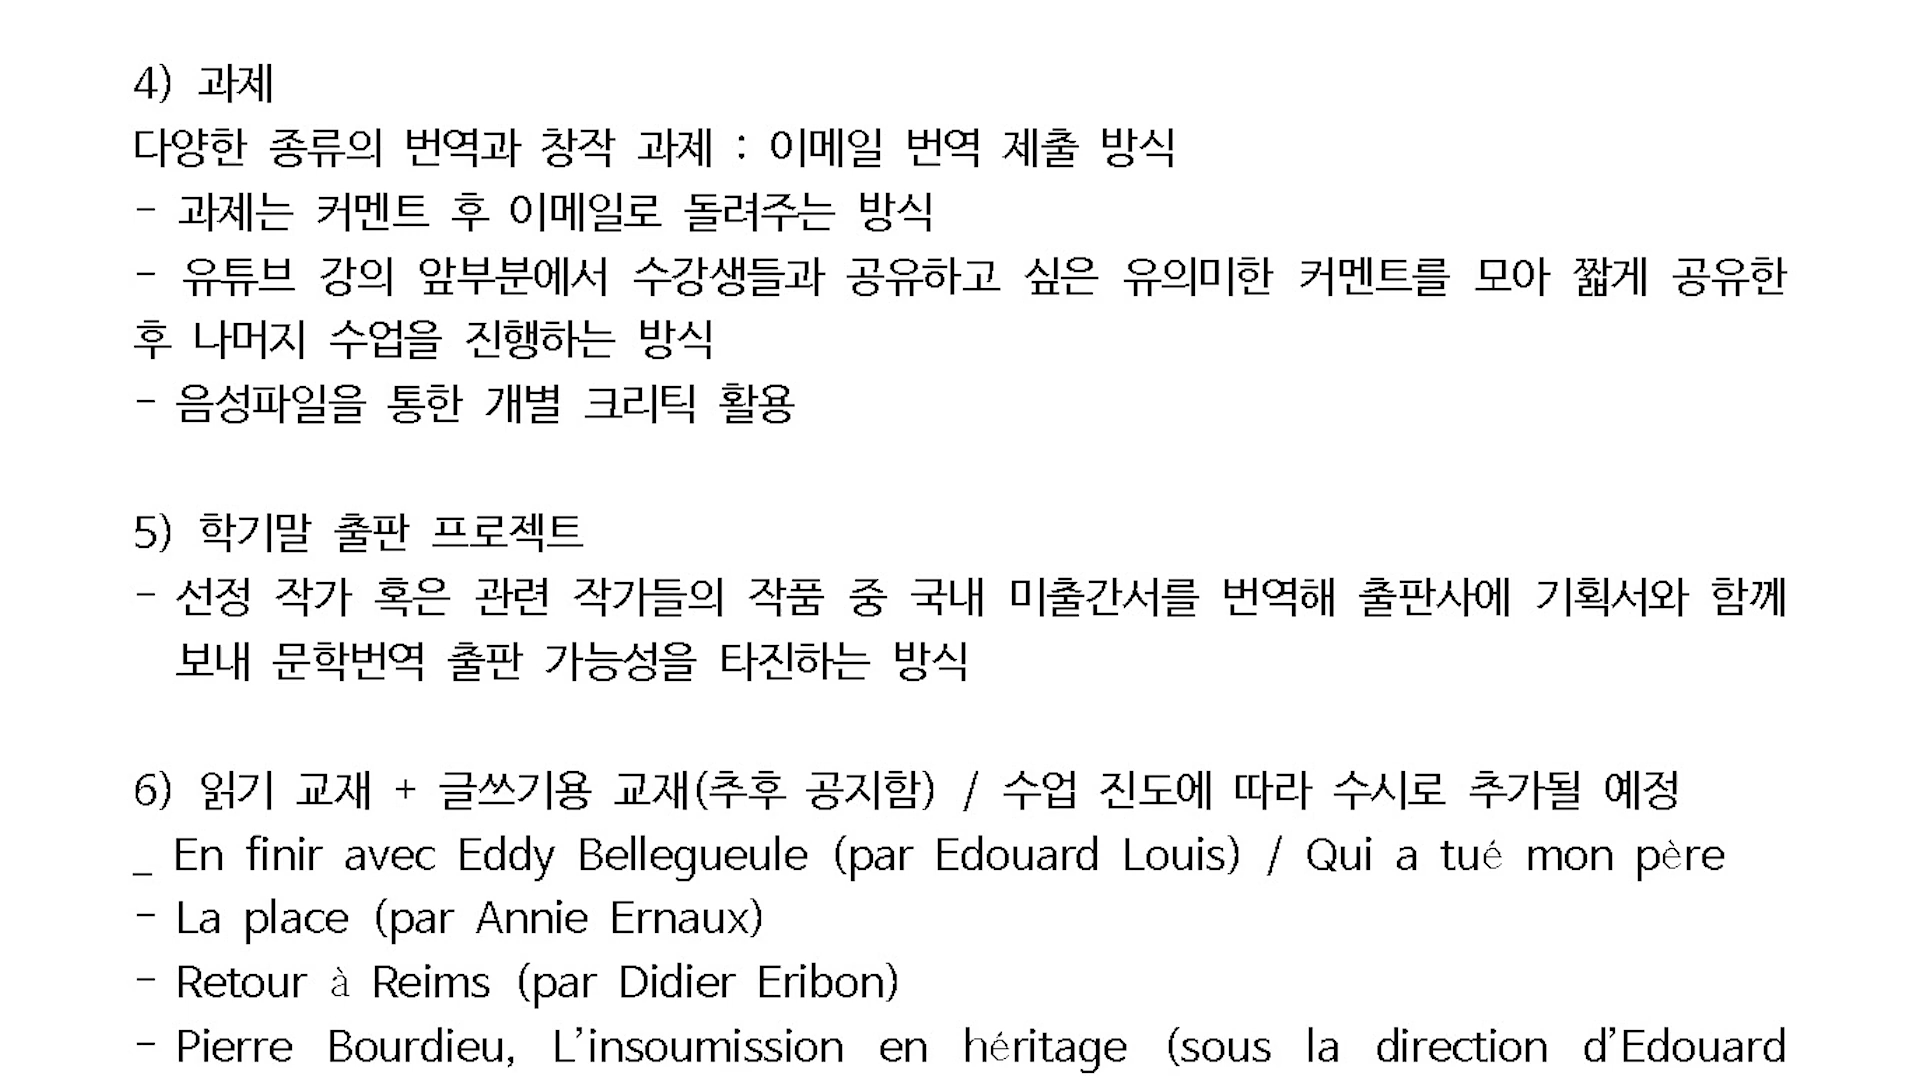 4) 과제
다양한 종류의 번역과 창작 과제 : 이메일 번역 제출 방식
- 과제는 커멘트 후 이메일로 돌려주는 방식
- 유튜브 강의 앞부분에서 수강생들과 공유하고 싶은 유의미한 커멘트를 모아 짧게 공유한
후 나머지 수업을 진행하는 방식
- 음성파일을 통한 개별 크리틱 활용
5) 학기말 출판 프로젝트
- 선정 작가 혹은 관련 작가들의 작품 중 국내 미출간서를 번역해 출판사에 기획서와 함께
보내 문학번역 출판 가능성을 타진하는 방식
6) 읽기 교재 + 글쓰기용 교재(추후 공지함) / 수업 진도에 따라 수시로 추가될 예정
_ En finir avec Eddy Bellegueule (par Edouard Louis) / Qui a tué mon père
- La place (par Annie Ernaux)
- Retour à Reims (par Didier Eribon)
- Pierre Bourdieu, L’insoumission en héritage (sous la direction d’Edouard